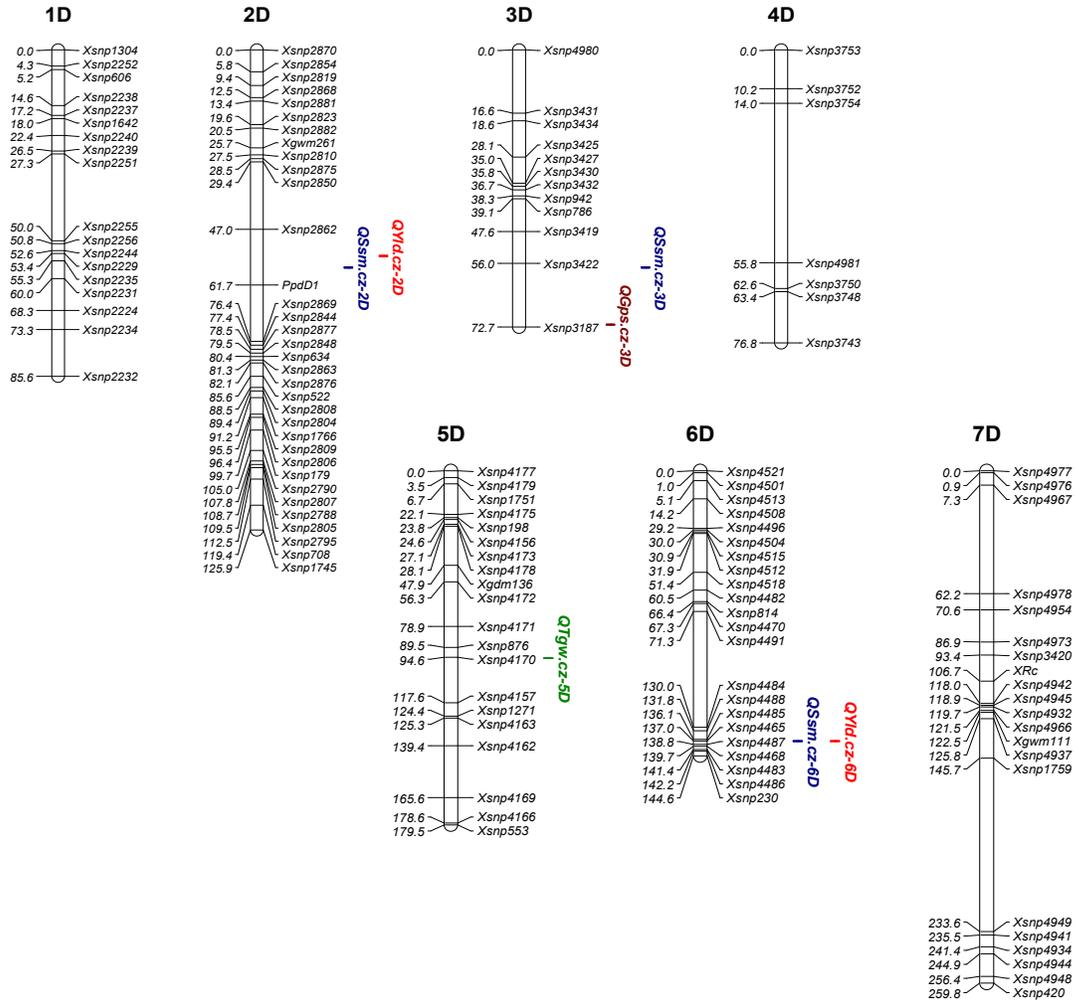 1D
0.0 Xsnp1304
4.3 Xsnp2252
5.2 Xsnp606
14.6 Xsnp2238
17.2 Xsnp2237
18.0 Xsnp1642
22.4 Xsnp2240
26.5 Xsnp2239
27.3 Xsnp2251
50.0 Xsnp2255
50.8 Xsnp2256
52.6 Xsnp2244
53.4 Xsnp2229
55.3 Xsnp2235
60.0 Xsnp2231
68.3 Xsnp2224
73.3 Xsnp2234
85.6 Xsnp2232
2D
0.0 Xsnp2870
5.8 Xsnp2854
9.4 Xsnp2819
12.5 Xsnp2868
13.4 Xsnp2881
19.6 Xsnp2823
20.5 Xsnp2882
25.7 Xgwm261
27.5 Xsnp2810
28.5 Xsnp2875
29.4 Xsnp2850
47.0 Xsnp2862
61.7 PpdD1
76.4 Xsnp2869
77.4 Xsnp2844
78.5 Xsnp2877
79.5 Xsnp2848
80.4 Xsnp634
81.3 Xsnp2863
82.1 Xsnp2876
85.6 Xsnp522
88.5 Xsnp2808
89.4 Xsnp2804
91.2 Xsnp1766
95.5 Xsnp2809
96.4 Xsnp2806
99.7 Xsnp179
105.0 Xsnp2790
107.8 Xsnp2807
108.7 Xsnp2788
109.5 Xsnp2805
112.5 Xsnp2795
119.4 Xsnp708
125.9 Xsnp1745
QSsm.cz-2D
QYld.cz-2D
3D
0.0 Xsnp4980
16.6 Xsnp3431
18.6 Xsnp3434
28.1 Xsnp3425
35.0 Xsnp3427
35.8 Xsnp3430
36.7 Xsnp3432
38.3 Xsnp942
39.1 Xsnp786
47.6 Xsnp3419
56.0 Xsnp3422
72.7 Xsnp3187
QGps.cz-3D
QSsm.cz-3D
4D
0.0 Xsnp3753
10.2 Xsnp3752
14.0 Xsnp3754
55.8 Xsnp4981
62.6 Xsnp3750
63.4 Xsnp3748
76.8 Xsnp3743
5D
0.0 Xsnp4177
3.5 Xsnp4179
6.7 Xsnp1751
22.1 Xsnp4175
23.8 Xsnp198
24.6 Xsnp4156
27.1 Xsnp4173
28.1 Xsnp4178
47.9 Xgdm136
56.3 Xsnp4172
78.9 Xsnp4171
89.5 Xsnp876
94.6 Xsnp4170
117.6 Xsnp4157
124.4 Xsnp1271
125.3 Xsnp4163
139.4 Xsnp4162
165.6 Xsnp4169
178.6 Xsnp4166
179.5 Xsnp553
QTgw.cz-5D
6D
0.0 Xsnp4521
1.0 Xsnp4501
5.1 Xsnp4513
14.2 Xsnp4508
29.2 Xsnp4496
30.0 Xsnp4504
30.9 Xsnp4515
31.9 Xsnp4512
51.4 Xsnp4518
60.5 Xsnp4482
66.4 Xsnp814
67.3 Xsnp4470
71.3 Xsnp4491
130.0 Xsnp4484
131.8 Xsnp4488
136.1 Xsnp4485
137.0 Xsnp4465
138.8 Xsnp4487
139.7 Xsnp4468
141.4 Xsnp4483
142.2 Xsnp4486
144.6 Xsnp230
QSsm.cz-6D
QYld.cz-6D
7D
0.0 Xsnp4977
0.9 Xsnp4976
7.3 Xsnp4967
62.2 Xsnp4978
70.6 Xsnp4954
86.9 Xsnp4973
93.4 Xsnp3420
106.7 XRc
118.0 Xsnp4942
118.9 Xsnp4945
119.7 Xsnp4932
121.5 Xsnp4966
122.5 Xgwm111
125.8 Xsnp4937
145.7 Xsnp1759
233.6 Xsnp4949
235.5 Xsnp4941
241.4 Xsnp4934
244.9 Xsnp4944
256.4 Xsnp4948
259.8 Xsnp420